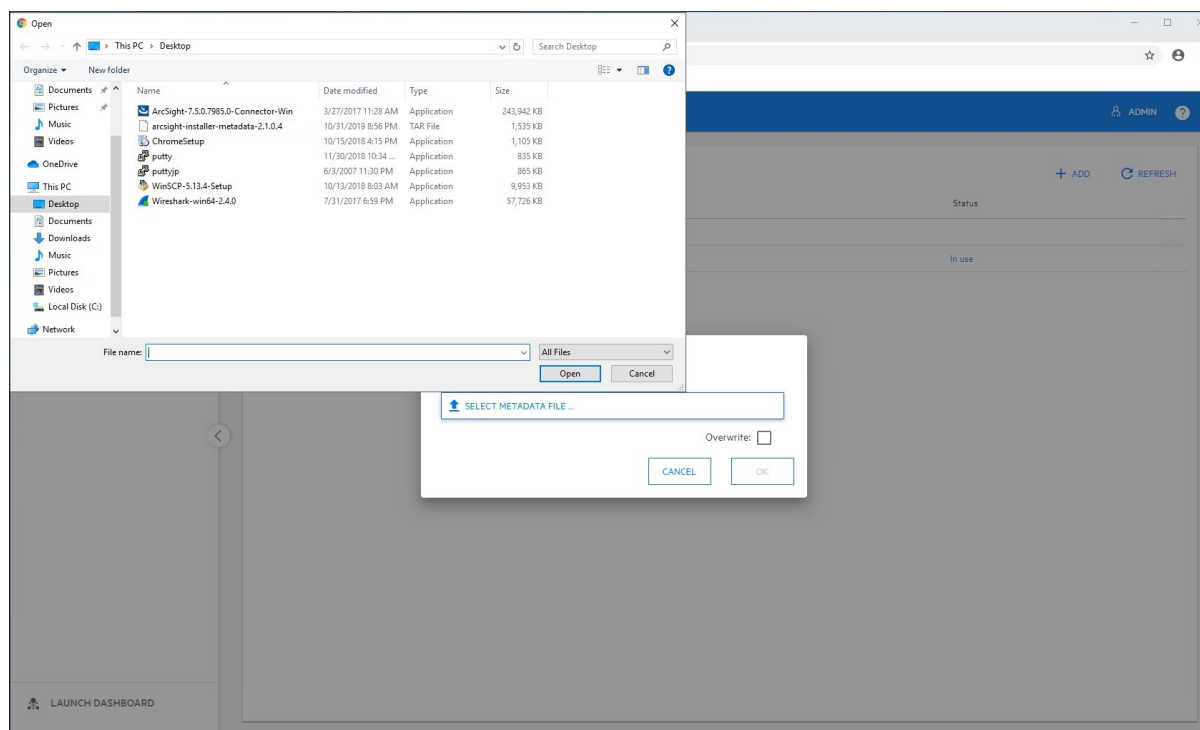 Open
This PC > Desktop
Search Desktop
Organize
New folder
Name Date modified Type Size
Documents
Pictures
Music
Videos
OneDrive
This PC
Desktop
Documents
Downloads
Music
Pictures
Videos
Local Disk (C:)
Network
ArcSight-7.5.0.7985.0-Connector-Win 3/27/2017 11:28 AM Application 243,942 KB
arcsight-installer-metadata-2.1.0.4 10/31/2019 8:56 PM TAR File 1,535 KB
ChromeSetup 10/15/2018 4:15 PM Application 1,105 KB
putty 11/30/2018 10:34 ... Application 835 KB
puttyjp 6/3/2007 11:30 PM Application 865 KB
WinSCP-5.13.4-Setup 10/13/2018 8:03 AM Application 9,953 KB
Wireshark-win64-2.4.0 7/31/2017 6:59 PM Application 57,726 KB
File name:
All Files
Open Cancel
ADMIN
+ ADD REFRESH
Status
In use
SELECT METADATA FILE ...
Overwrite:
CANCEL OK
LAUNCH DASHBOARD